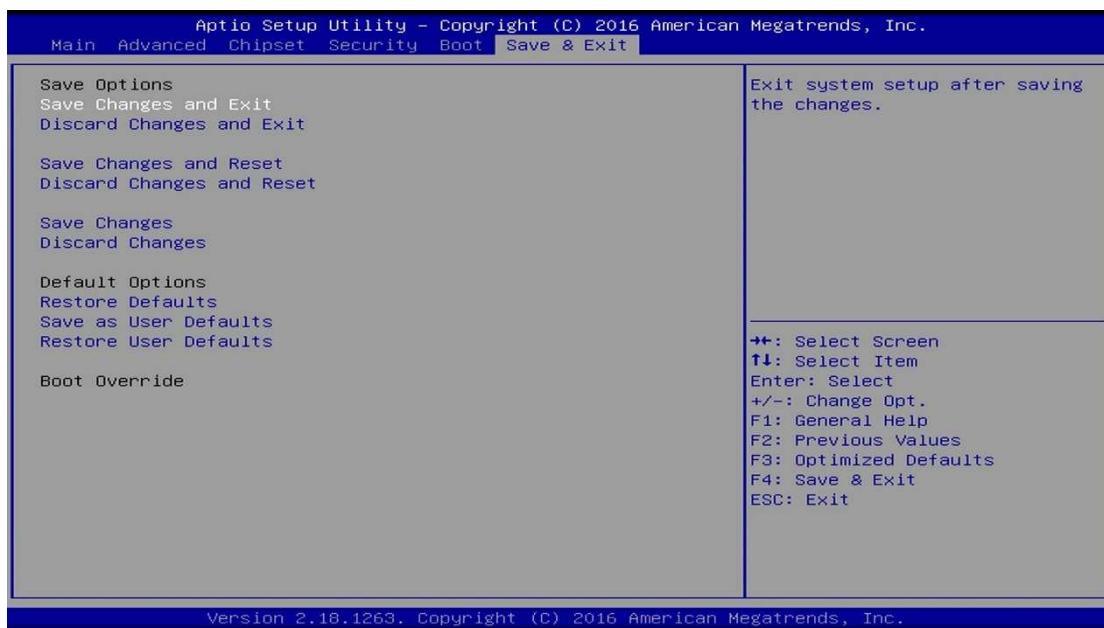 Aptio Setup Utility – Copyright (C) 2016 American Megatrends, Inc.
Main Advanced Chipset Security Boot Save & Exit
Save Options
Save Changes and Exit
Discard Changes and Exit
Save Changes and Reset
Discard Changes and Reset
Save Changes
Discard Changes
Default Options
Restore Defaults
Save as User Defaults
Restore User Defaults
Boot Override
Exit system setup after saving
the changes.
→←: Select Screen
↑↓: Select Item
Enter: Select
+/-: Change Opt.
F1: General Help
F2: Previous Values
F3: Optimized Defaults
F4: Save & Exit
ESC: Exit
Version 2.18.1263. Copyright (C) 2016 American Megatrends, Inc.